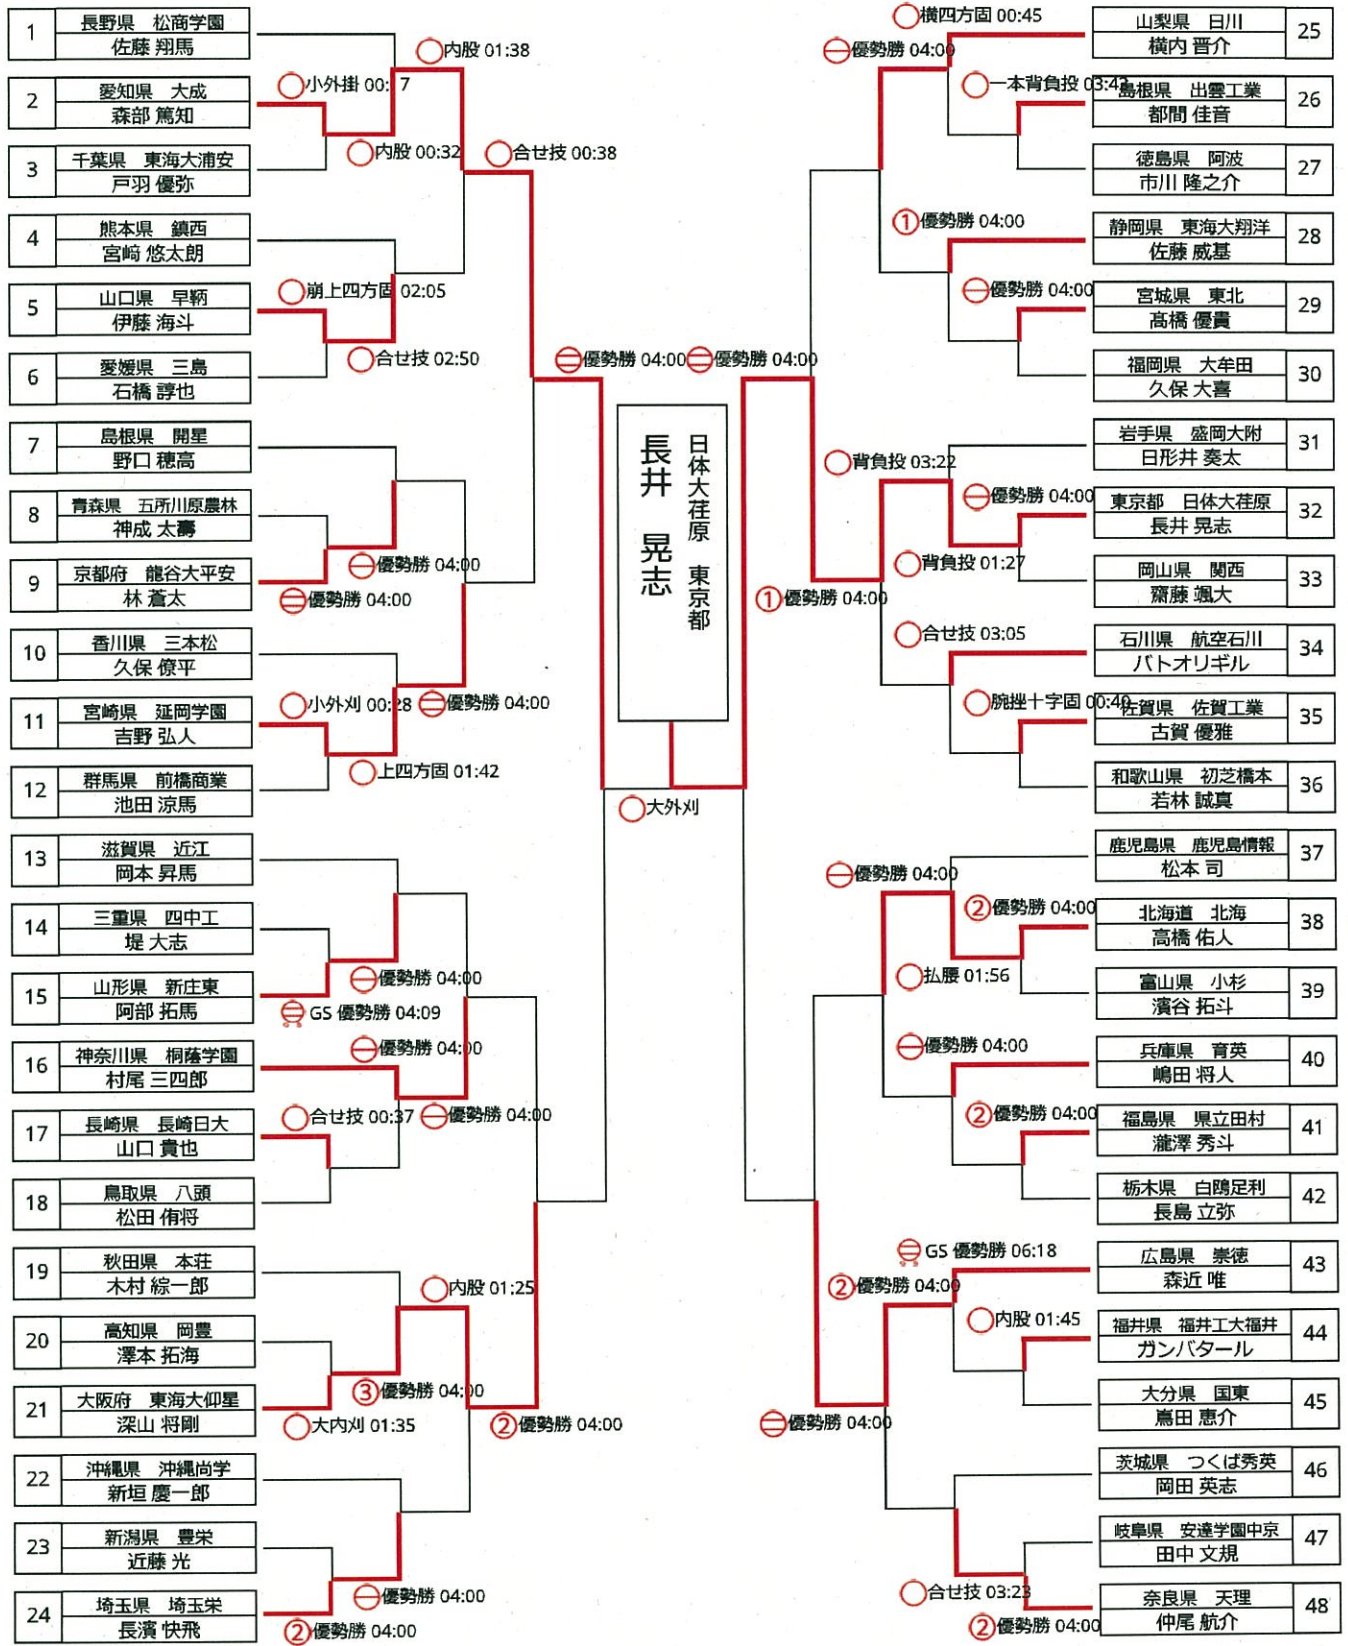 1 長野県 松商学園
佐藤 翔馬
2 愛知県 大成
森部 篤知
3 千葉県 東海大浦安
戸羽 優弥
4 熊本県 鎮西
宮﨑 悠太朗
5 山口県 早鞆
伊藤 海斗
6 愛媛県 三島
石橋 諄也
7 島根県 開星
野口 穂高
8 青森県 五所川原農林
神成 太壽
9 京都府 龍谷大平安
林 蒼太
10 香川県 三本松
久保 僚平
11 宮崎県 延岡学園
吉野 弘人
12 群馬県 前橋商業
池田 涼馬
13 滋賀県 近江
岡本 昇馬
14 三重県 四中工
堤 大志
15 山形県 新庄東
阿部 拓馬
16 神奈川県 桐蔭学園
村尾 三四郎
17 長崎県 長崎日大
山口 貴也
18 鳥取県 八頭
松田 侑将
19 秋田県 本荘
木村 綜一郎
20 高知県 岡豊
澤本 拓海
21 大阪府 東海大仰星
深山 将剛
22 沖縄県 沖縄尚学
新垣 慶一郎
23 新潟県 豊栄
近藤 光
24 埼玉県 埼玉栄
長濱 快飛
内股 01:38
小外掛 00: 7
内股 00:32
合せ技 00:38
崩上四方固 02:05
合せ技 02:50
優勢勝 04:00
優勢勝 04:00
優勢勝 04:00
小外刈 00:28
優勢勝 04:00
上四方固 01:42
優勢勝 04:00
GS 優勢勝 04:09
優勢勝 04:00
合せ技 00:37
優勢勝 04:00
内股 01:25
③優勢勝 04:00
大内刈 01:35
②優勢勝 04:00
優勢勝 04:00
②優勢勝 04:00
日体大荏原 東京都
長井 晃志
大外刈
横四方固 00:45
優勢勝 04:00
一本背負投 03:43
①優勢勝 04:00
優勢勝 04:00
優勢勝 04:00
背負投 03:22
優勢勝 04:00
背負投 01:27
①優勢勝 04:00
合せ技 03:05
腕挫十字固 00:40
優勢勝 04:00
②優勢勝 04:00
払腰 01:56
優勢勝 04:00
②優勢勝 04:00
GS 優勢勝 06:18
②優勢勝 04:00
内股 01:45
優勢勝 04:00
合せ技 03:23
②優勢勝 04:00
山梨県 日川 25
横内 晋介
島根県 出雲工業 26
都間 佳音
徳島県 阿波 27
市川 隆之介
静岡県 東海大翔洋 28
佐藤 威基
宮城県 東北 29
髙橋 優貴
福岡県 大牟田 30
久保 大喜
岩手県 盛岡大附 31
日形井 奏太
東京都 日体大荏原 32
長井 晃志
岡山県 関西 33
齋藤 颯大
石川県 航空石川 34
バトオリギル
佐賀県 佐賀工業 35
古賀 優雅
和歌山県 初芝橋本 36
若林 誠真
鹿児島県 鹿児島情報 37
松本 司
北海道 北海 38
高橋 佑人
富山県 小杉 39
濱谷 拓斗
兵庫県 育英 40
嶋田 将人
福島県 県立田村 41
瀧澤 秀斗
栃木県 白鴎足利 42
長島 立弥
広島県 崇徳 43
森近 唯
福井県 福井工大福井 44
ガンバタール
大分県 国東 45
嶌田 恵介
茨城県 つくば秀英 46
岡田 英志
岐阜県 安達学園中京 47
田中 文規
奈良県 天理 48
仲尾 航介